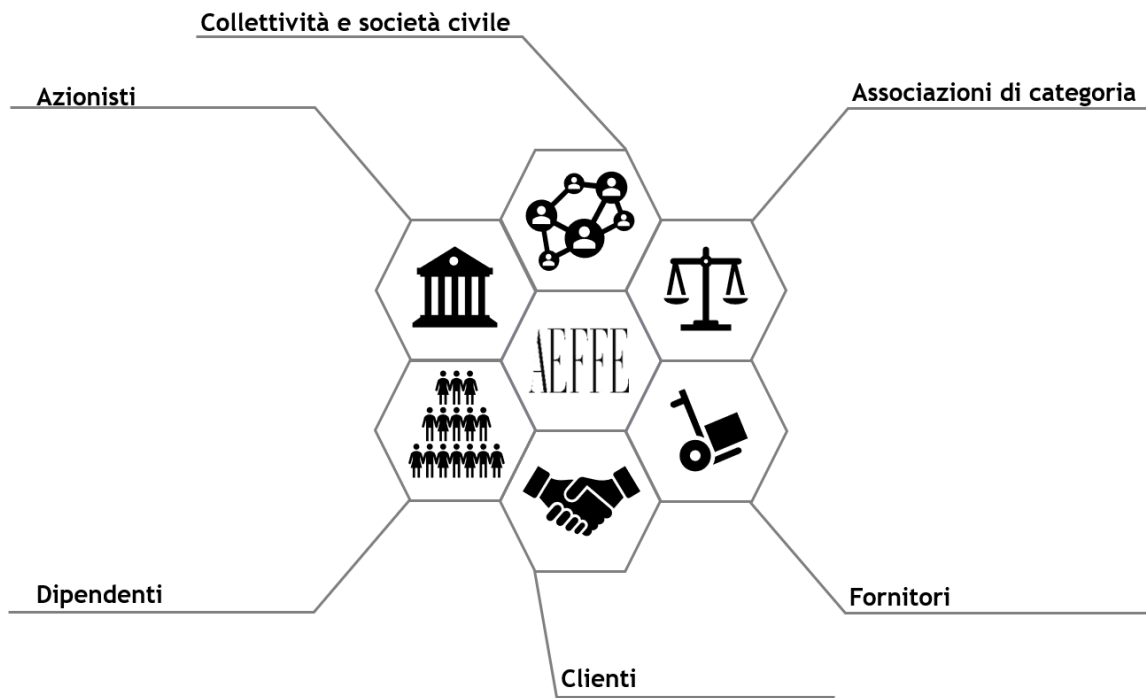 Collettività e società civile
Azionisti
Associazioni di categoria
AEFFE
Dipendenti
Fornitori
Clienti